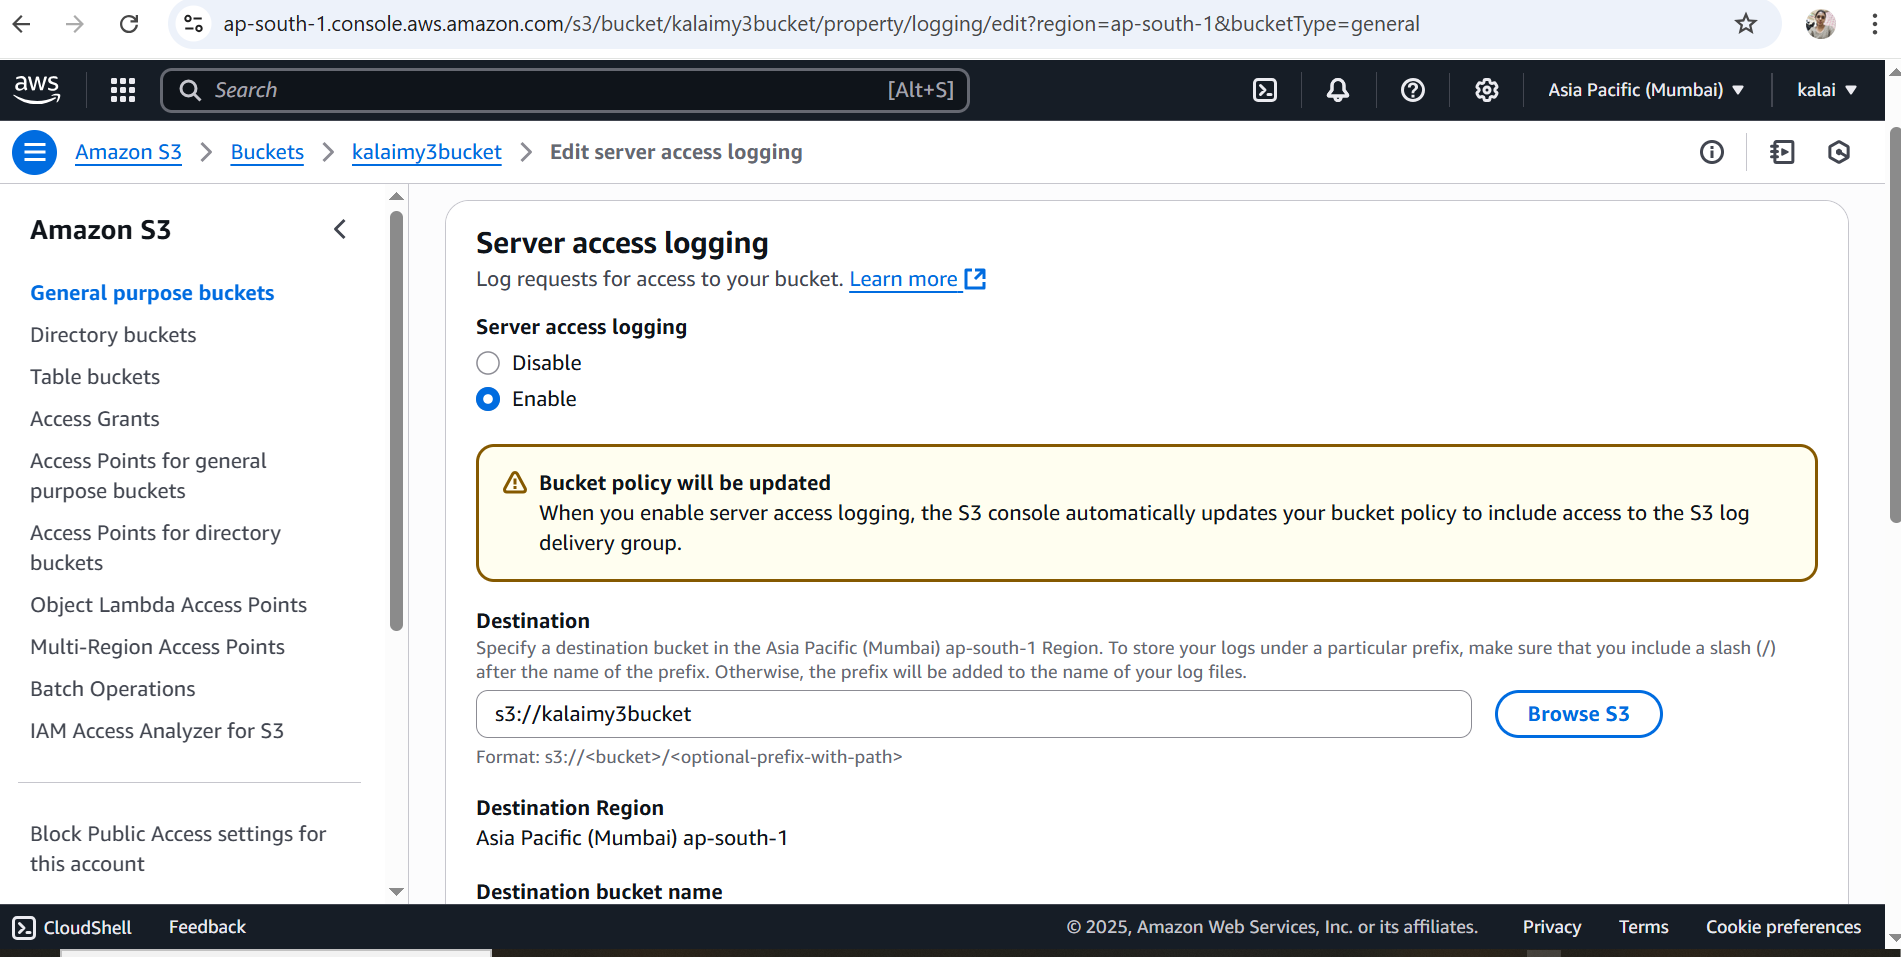 ap-south-1.console.aws.amazon.com/s3/bucket/kalaimy3bucket/property/logging/edit?region=ap-south-1&bucketType=general
aws
Search
[Alt+S]
Asia Pacific (Mumbai)
kalai
Amazon S3
Buckets
kalaimy3bucket
Edit server access logging
Amazon S3
General purpose buckets
Directory buckets
Table buckets
Access Grants
Access Points for general
purpose buckets
Access Points for directory
buckets
Object Lambda Access Points
Multi-Region Access Points
Batch Operations
IAM Access Analyzer for S3
Block Public Access settings for
this account
Server access logging
Log requests for access to your bucket. Learn more
Server access logging
Disable
Enable
Bucket policy will be updated
When you enable server access logging, the S3 console automatically updates your bucket policy to include access to the S3 log
delivery group.
Destination
Specify a destination bucket in the Asia Pacific (Mumbai) ap-south-1 Region. To store your logs under a particular prefix, make sure that you include a slash (/)
after the name of the prefix. Otherwise, the prefix will be added to the name of your log files.
s3://kalaimy3bucket
Browse S3
Format: s3://<bucket>/<optional-prefix-with-path>
Destination Region
Asia Pacific (Mumbai) ap-south-1
Destination bucket name
CloudShell
Feedback
© 2025, Amazon Web Services, Inc. or its affiliates.
Privacy
Terms
Cookie preferences